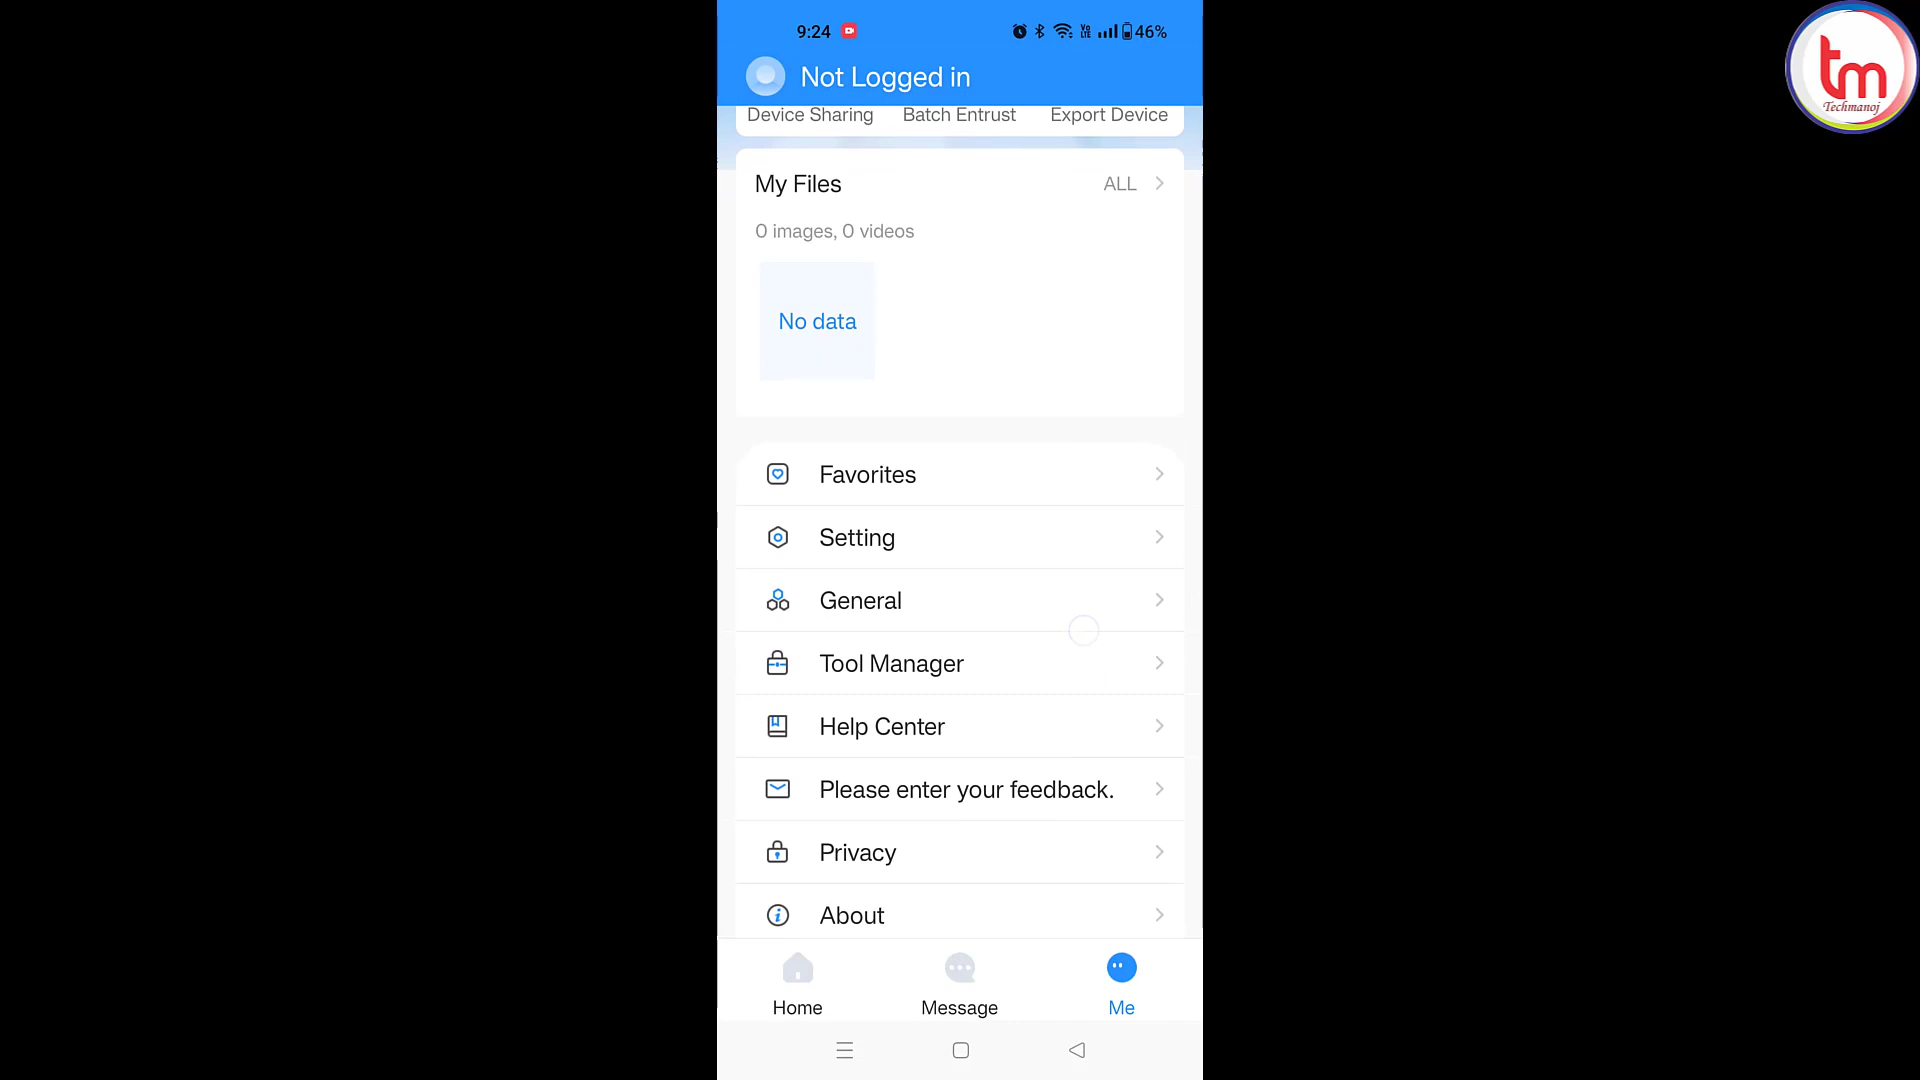 9:24
46%
Not Logged in
Device Sharing Batch Entrust Export Device
My Files ALL
0 images, 0 videos
No data
Favorites
Setting
General
Tool Manager
Help Center
Please enter your feedback.
Privacy
About
Home Message Me
tm
Techmanoj